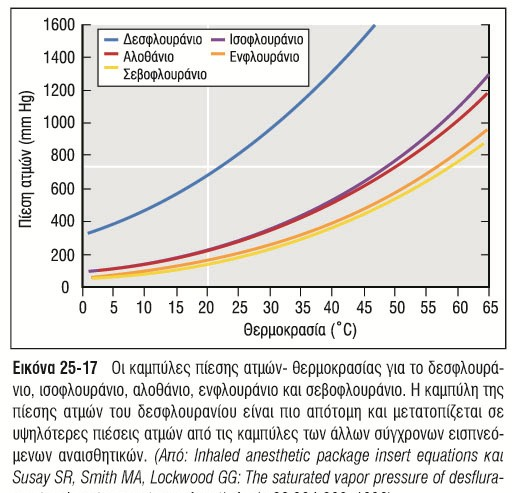 1600
1400
1200
1000
800
600
400
200
0
Πίεση ατμών (mm Hg)
Δεσφλουράνιο
Αλοθάνιο
Σεβοφλουράνιο
Ισοφλουράνιο
Ενφλουράνιο
0 5 10 15 20 25 30 35 40 45 50 55 60 65
Θερμοκρασία (˚C)
Εικόνα 25-17 Οι καμπύλες πίεσης ατμών- θερμοκρασίας για το δεσφλουρά-
νιο, ισοφλουράνιο, αλοθάνιο, ενφλουράνιο και σεβοφλουράνιο. Η καμπύλη της
πίεσης ατμών του δεσφλουρανίου είναι πιο απότομη και μετατοπίζεται σε
υψηλότερες πιέσεις ατμών από τις καμπύλες των άλλων σύγχρονων εισπνεό-
μενων αναισθητικών. (Από: Inhaled anesthetic package insert equations και
Susay SR, Smith MA, Lockwood GG: The saturated vapor pressure of desflura-